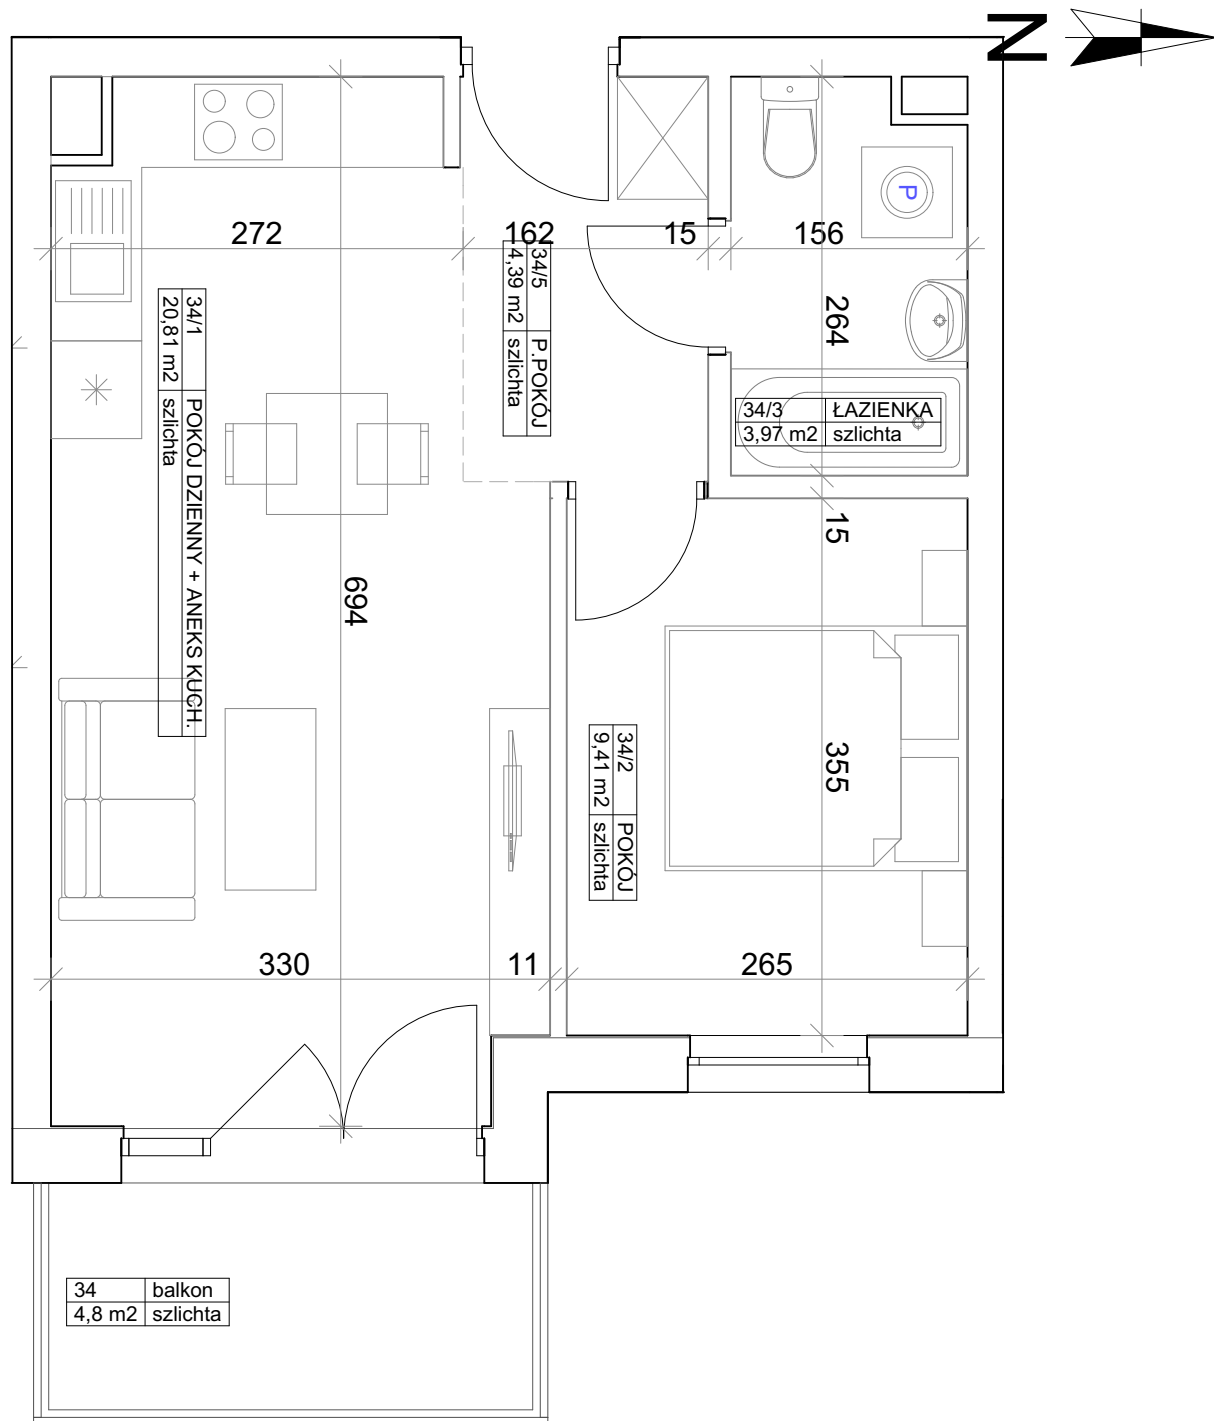 N
272
162
15
156
34/5 P.POKÓJ
4,39 m2 szlichta
P
264
34/1 POKÓJ DZIENNY + ANEKS KUCH.
20,81 m2 szlichta
34/3 ŁAZIENKA
3,97 m2 szlichta
15
694
34/2 POKÓJ
9,41 m2 szlichta
355
330
11
265
34 balkon
4,8 m2 szlichta